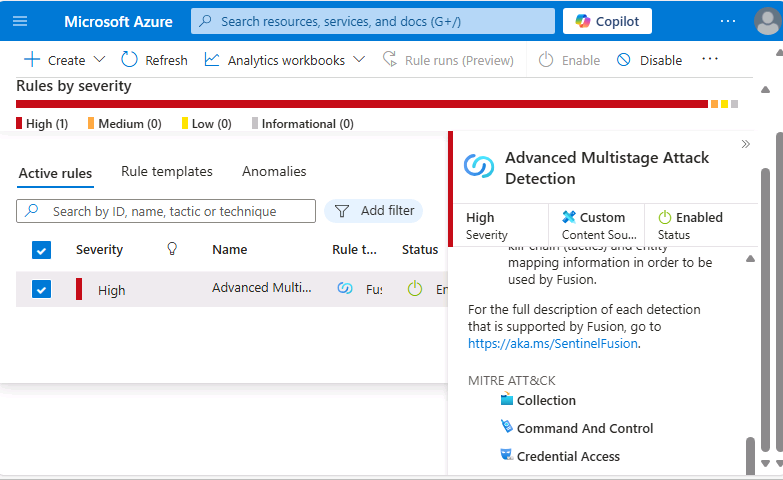 Microsoft Azure
Search resources, services, and docs (G+/)
Copilot
Create
Refresh
Analytics workbooks
Rule runs (Preview)
Enable
Disable
Rules by severity
High (1)
Medium (0)
Low (0)
Informational (0)
Active rules
Rule templates
Anomalies
Search by ID, name, tactic or technique
Add filter
Severity
Name
Rule t...
Status
High
Advanced Multi...
Fus
En
Advanced Multistage Attack
Detection
High
Severity
Custom
Content Sou...
Enabled
Status
kill chain (tactics) and entity
mapping information in order to be
used by Fusion.
For the full description of each detection
that is supported by Fusion, go to
https://aka.ms/SentinelFusion.
MITRE ATT&CK
Collection
Command And Control
Credential Access